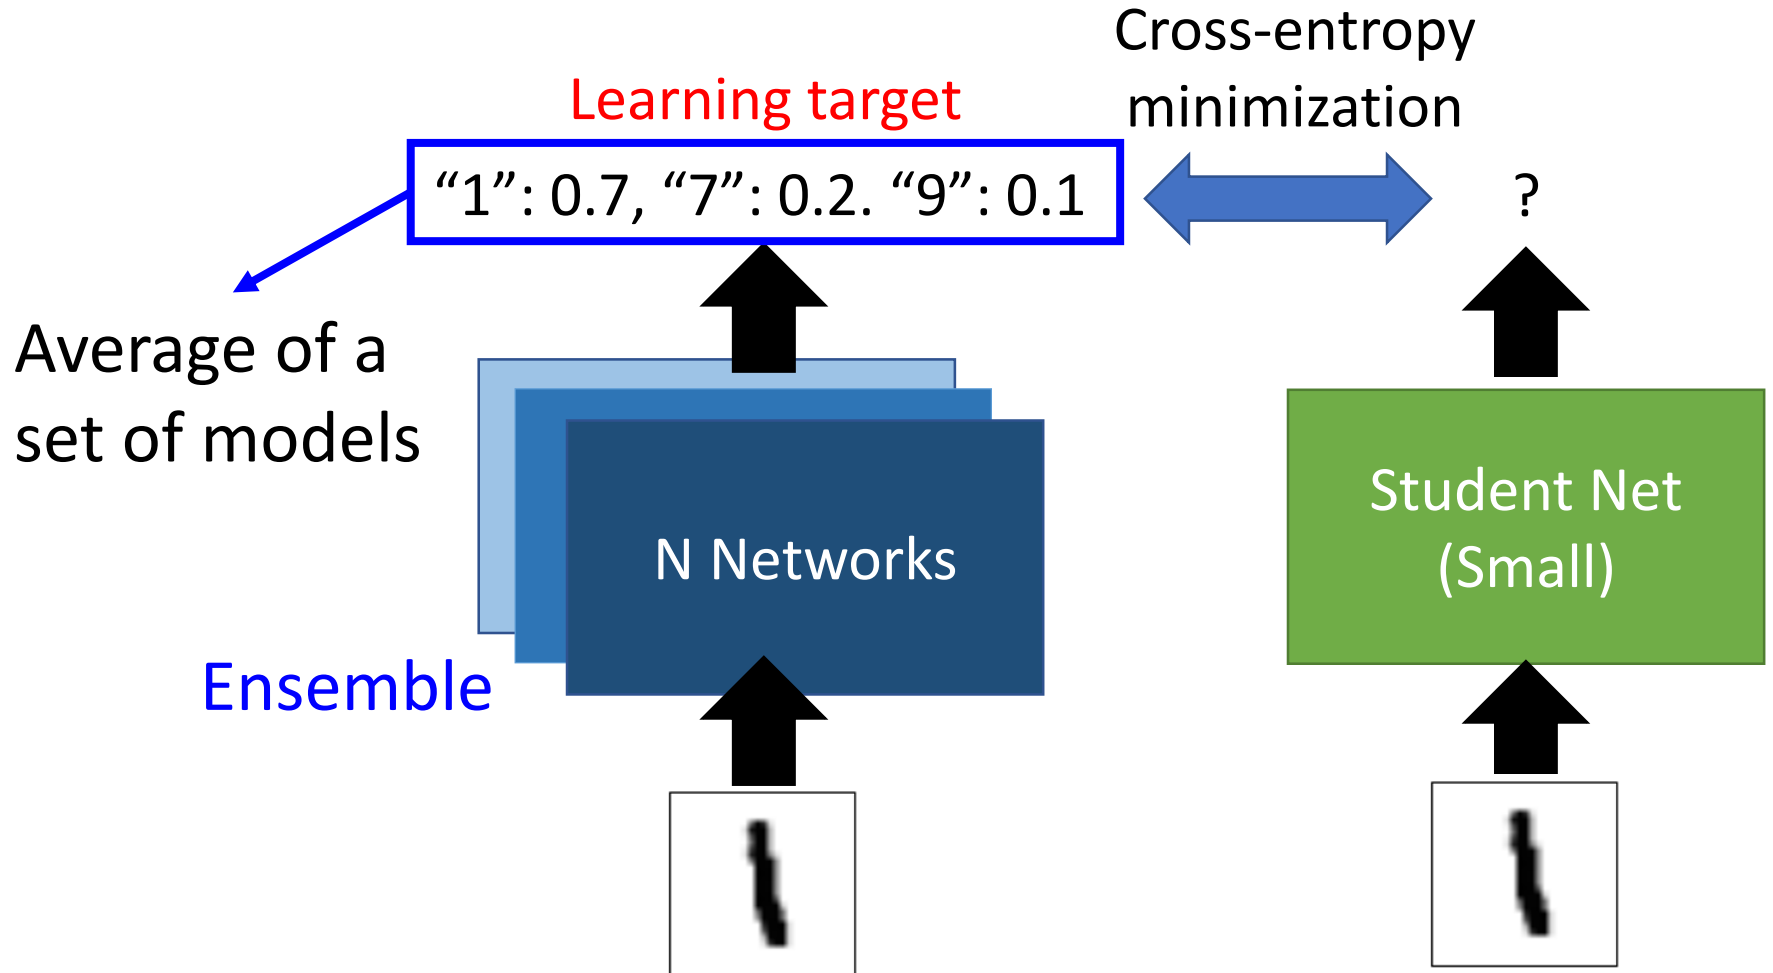 Cross-entropy
minimization
Learning target
“1”: 0.7, “7”: 0.2. “9”: 0.1
?
Average of a
set of models
N Networks
Ensemble
Student Net
(Small)